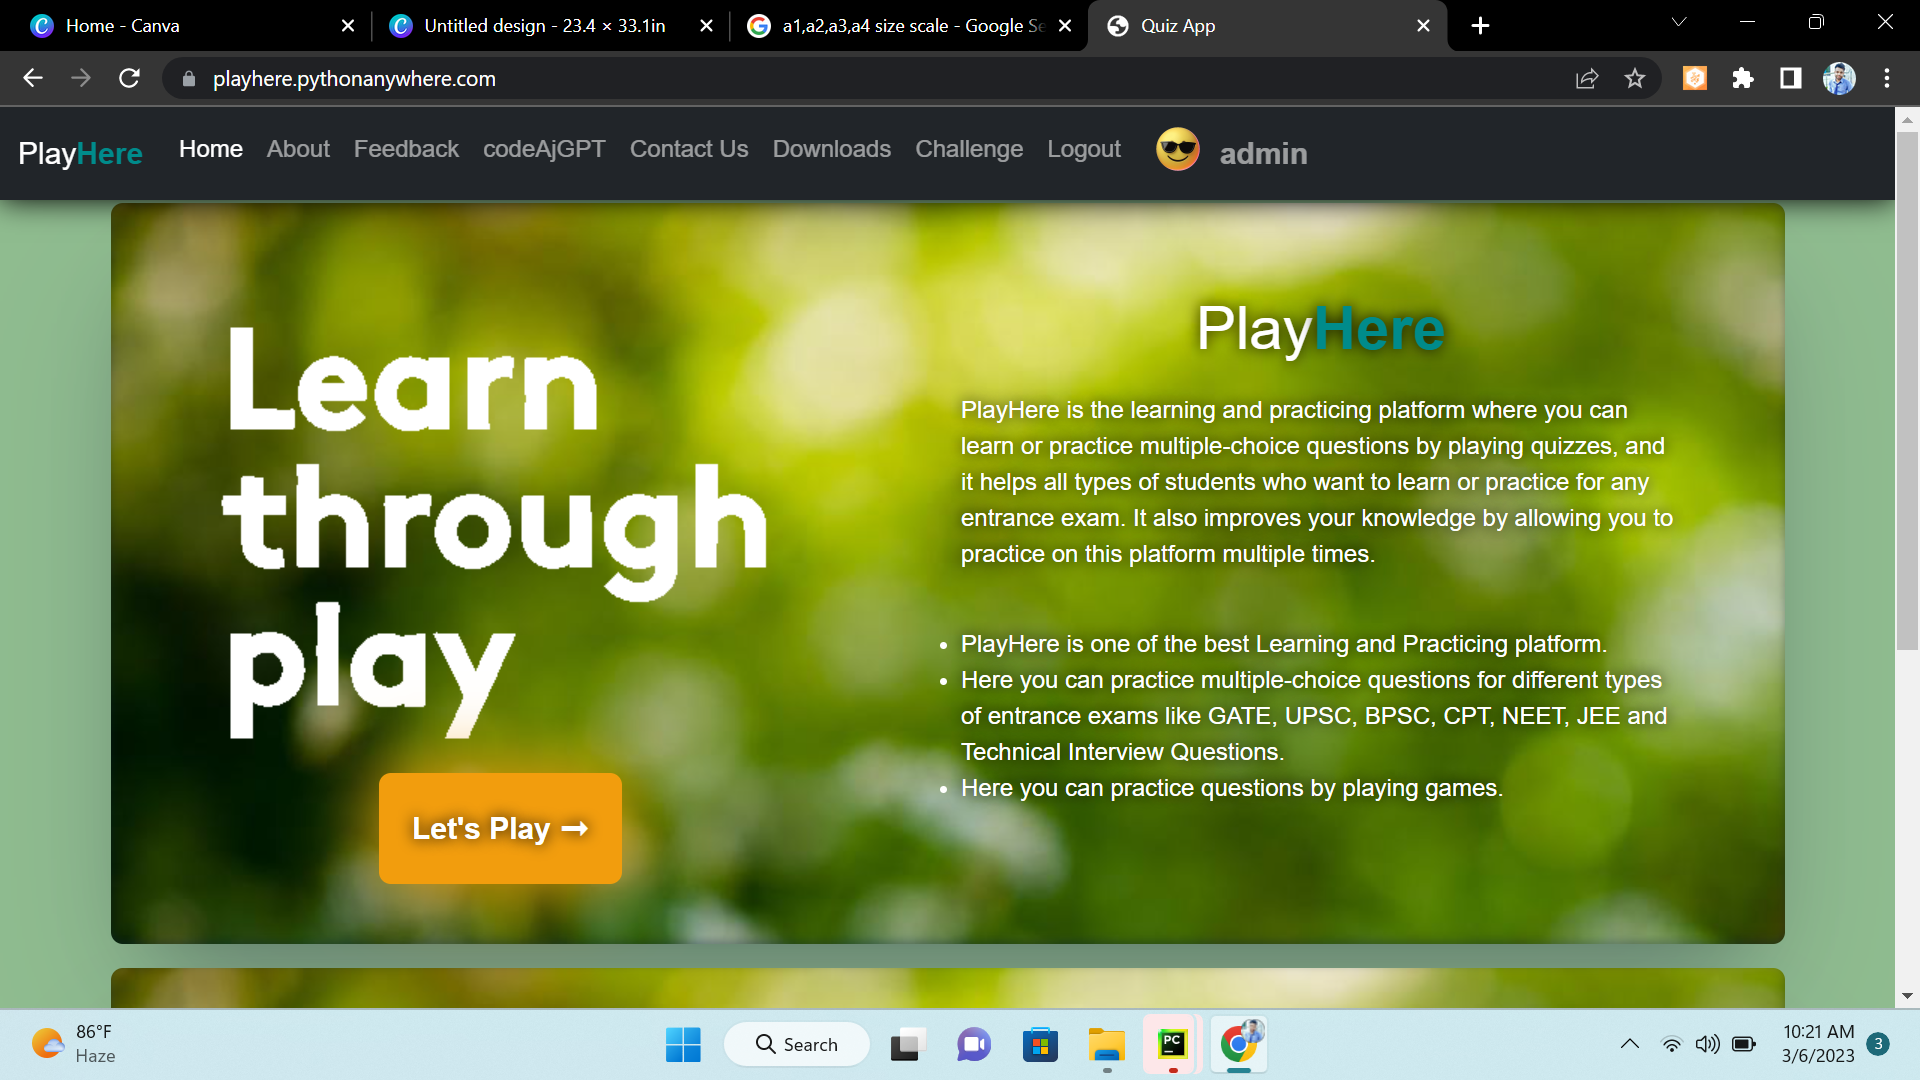 Home - Canva
Untitled design - 23.4 × 33.1in
a1,a2,a3,a4 size scale - Google Se
Quiz App
playhere.pythonanywhere.com
PlayHere Home About Feedback codeAjGPT Contact Us Downloads Challenge Logout admin
Learn
through
play
Let's Play →
PlayHere
PlayHere is the learning and practicing platform where you can
learn or practice multiple-choice questions by playing quizzes, and
it helps all types of students who want to learn or practice for any
entrance exam. It also improves your knowledge by allowing you to
practice on this platform multiple times.
• PlayHere is one of the best Learning and Practicing platform.
• Here you can practice multiple-choice questions for different types
of entrance exams like GATE, UPSC, BPSC, CPT, NEET, JEE and
Technical Interview Questions.
• Here you can practice questions by playing games.
86°F
Haze
Search
PC
10:21 AM
3/6/2023
3